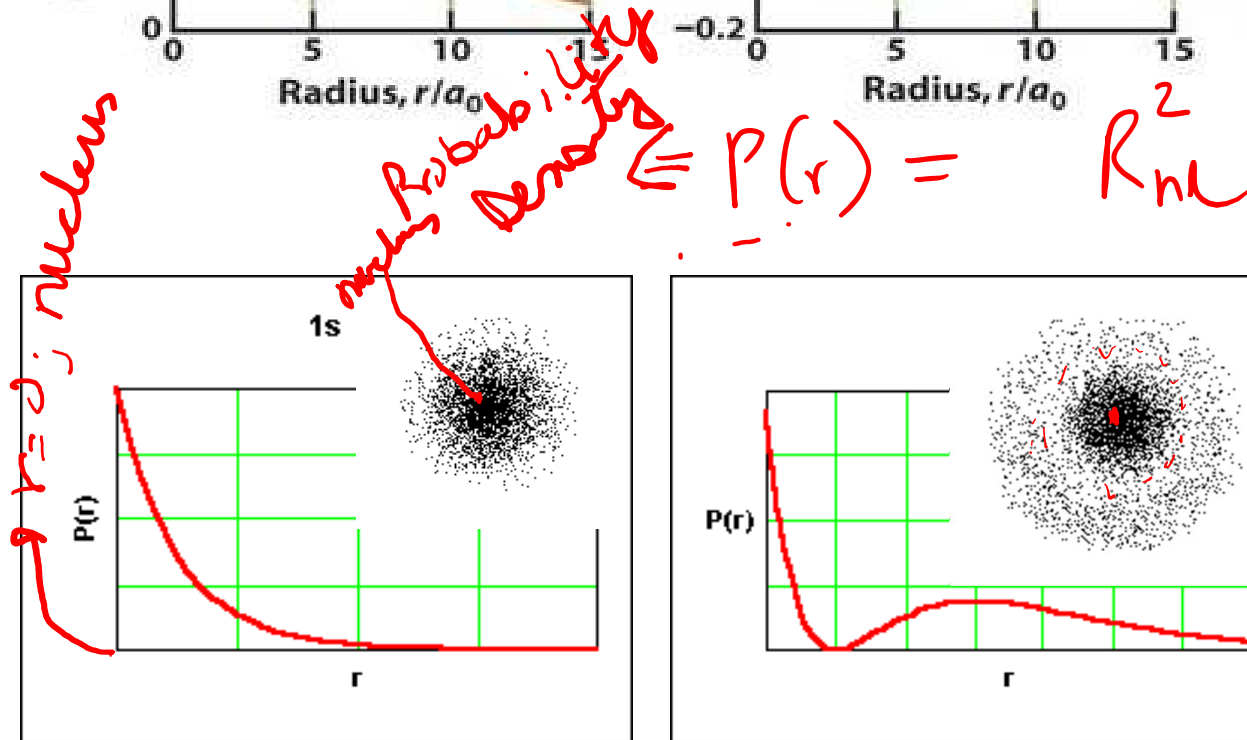 0
0 5 10 15
Radius, r/a₀
−0.2
0 5 10 15
Radius, r/a₀
Probability
Density
⇐ P(r) = R²nl
nucleus
r=0; nucleus
1s
P(r)
r
P(r)
r